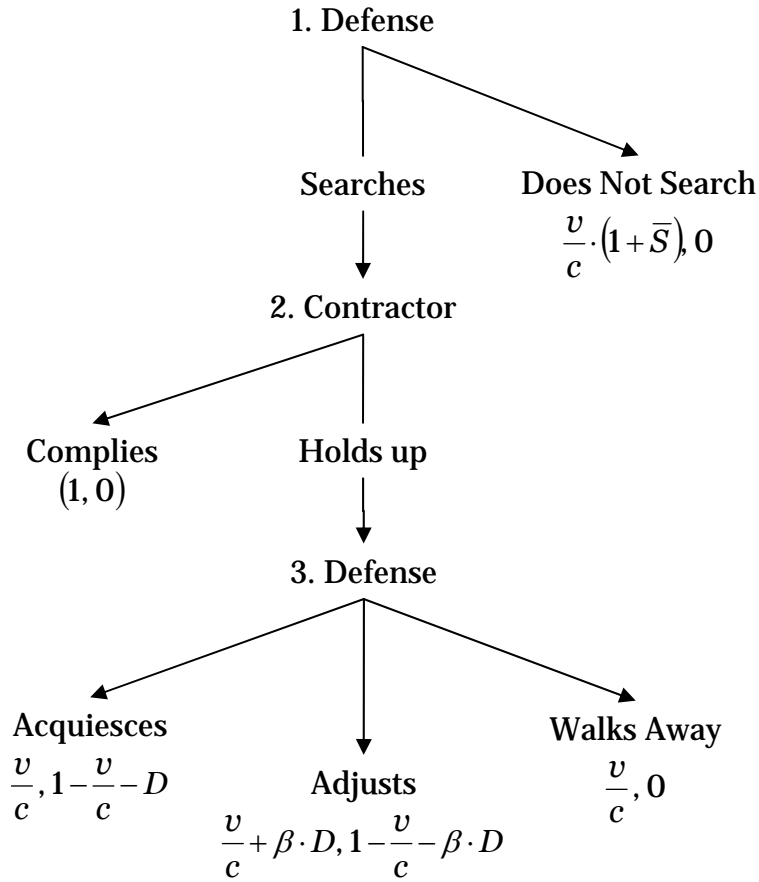 1. Defense
Searches
Does Not Search
v/c · (1 + S̅), 0
2. Contractor
Complies
(1, 0)
Holds up
3. Defense
Acquiesces
v/c, 1 − v/c − D
Adjusts
v/c + β · D, 1 − v/c − β · D
Walks Away
v/c, 0